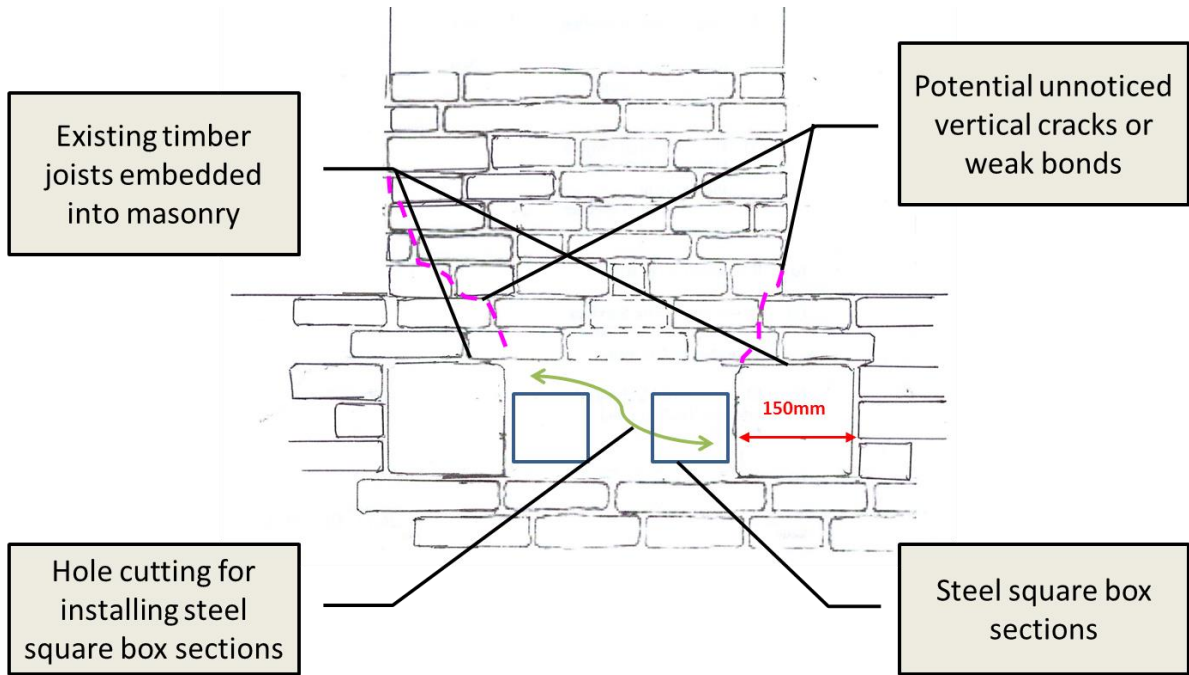 Existing timber
joists embedded
into masonry
Potential unnoticed
vertical cracks or
weak bonds
150mm
Hole cutting for
installing steel
square box sections
Steel square box
sections